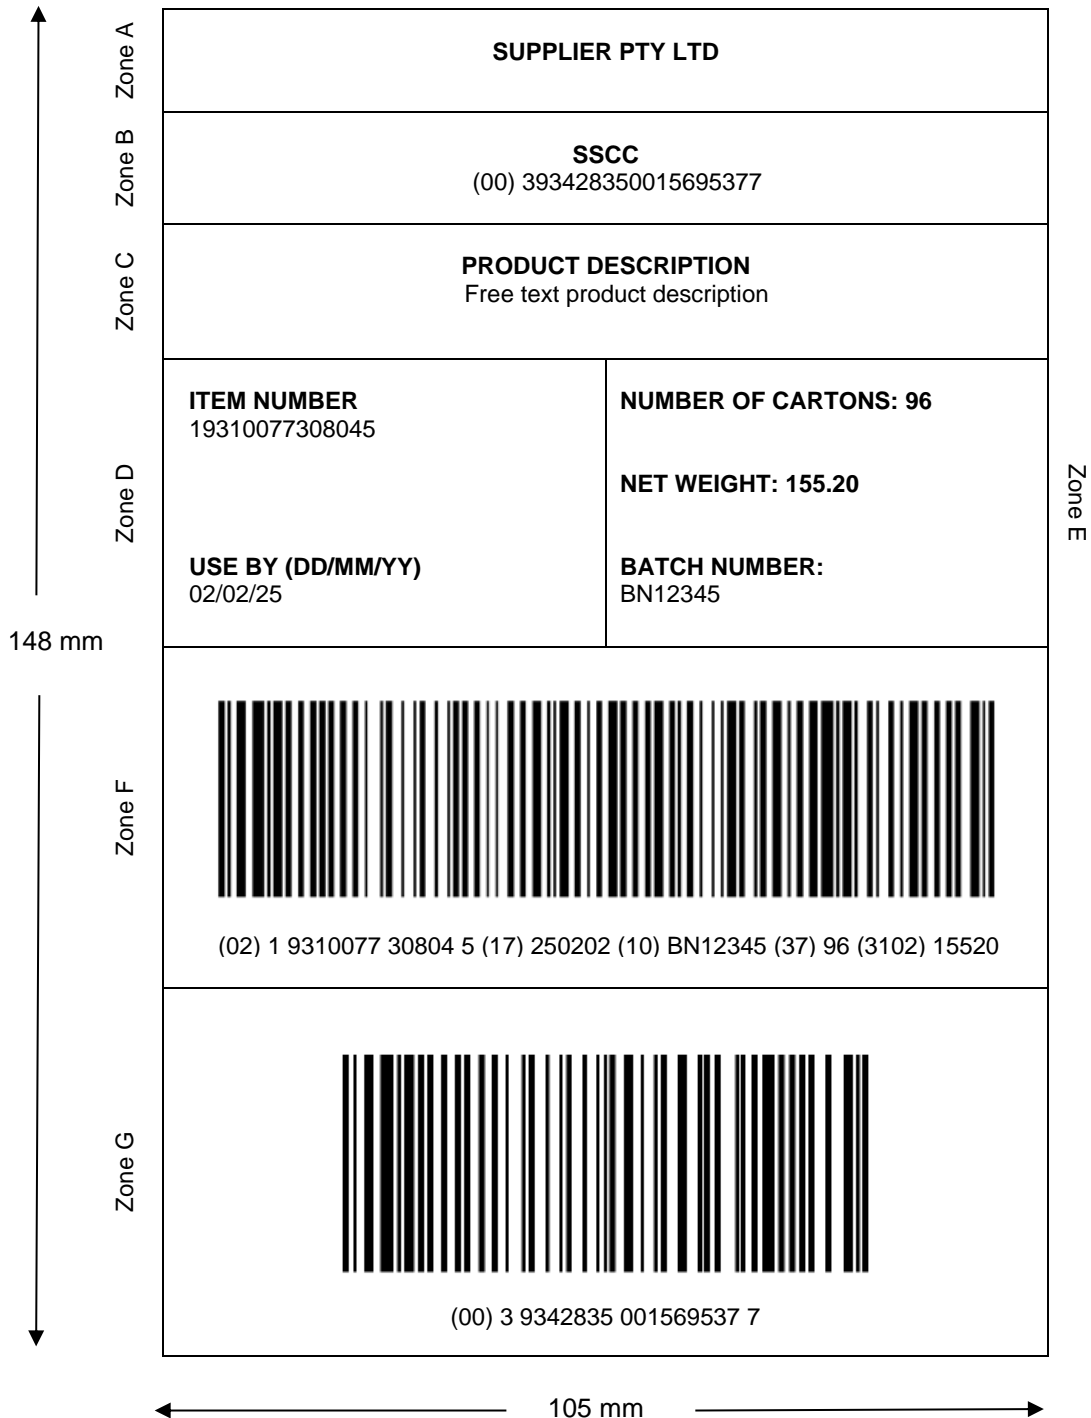 Zone A
SUPPLIER PTY LTD
Zone B
SSCC
(00) 393428350015695377
Zone C
PRODUCT DESCRIPTION
Free text product description
Zone D
ITEM NUMBER
19310077308045
USE BY (DD/MM/YY)
02/02/25
NUMBER OF CARTONS: 96
NET WEIGHT: 155.20
BATCH NUMBER:
BN12345
Zone E
148 mm
Zone F
(02) 1 9310077 30804 5 (17) 250202 (10) BN12345 (37) 96 (3102) 15520
Zone G
(00) 3 9342835 001569537 7
105 mm